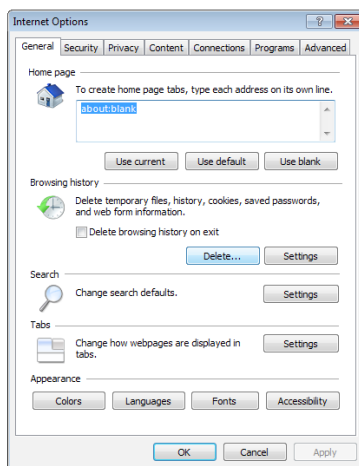 Internet Options
General Security Privacy Content Connections Programs Advanced
Home page
To create home page tabs, type each address on its own line.
about:blank
Use current Use default Use blank
Browsing history
Delete temporary files, history, cookies, saved passwords,
and web form information.
Delete browsing history on exit
Delete... Settings
Search
Change search defaults. Settings
Tabs
Change how webpages are displayed in
tabs.
Settings
Appearance
Colors Languages Fonts Accessibility
OK Cancel Apply